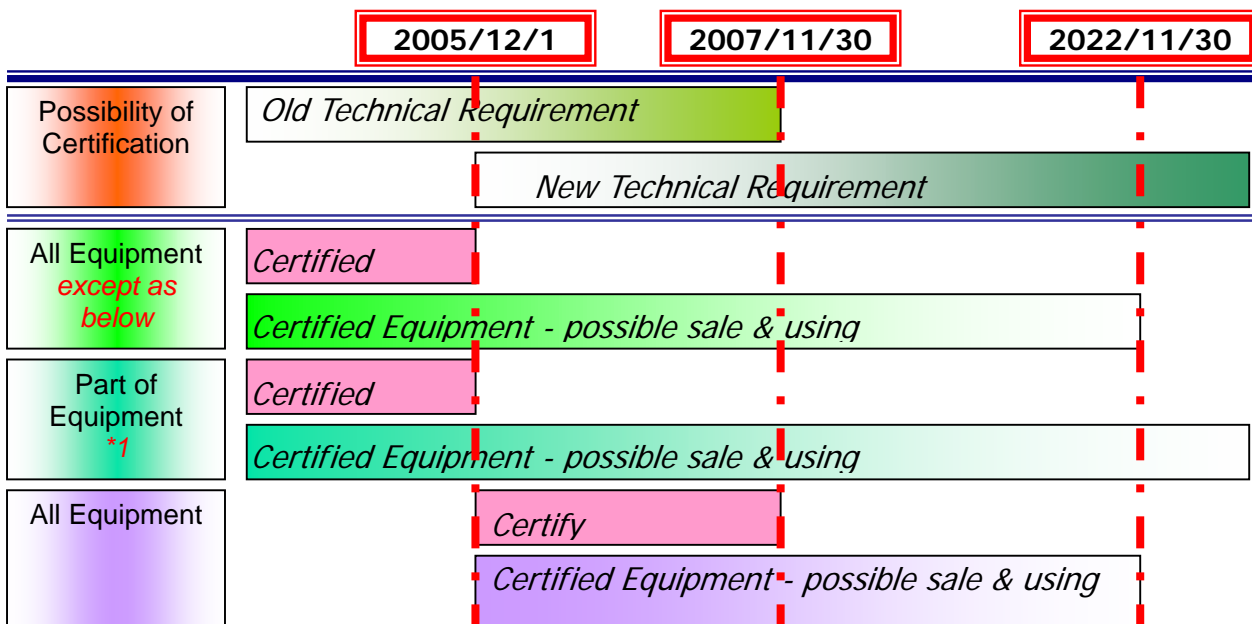 2005/12/1
2007/11/30
2022/11/30
Possibility of
Certification
Old Technical Requirement
New Technical Requirement
All Equipment
except as
below
Certified
Certified Equipment - possible sale & using
Part of
Equipment
*1
Certified
Certified Equipment - possible sale & using
All Equipment
Certify
Certified Equipment - possible sale & using